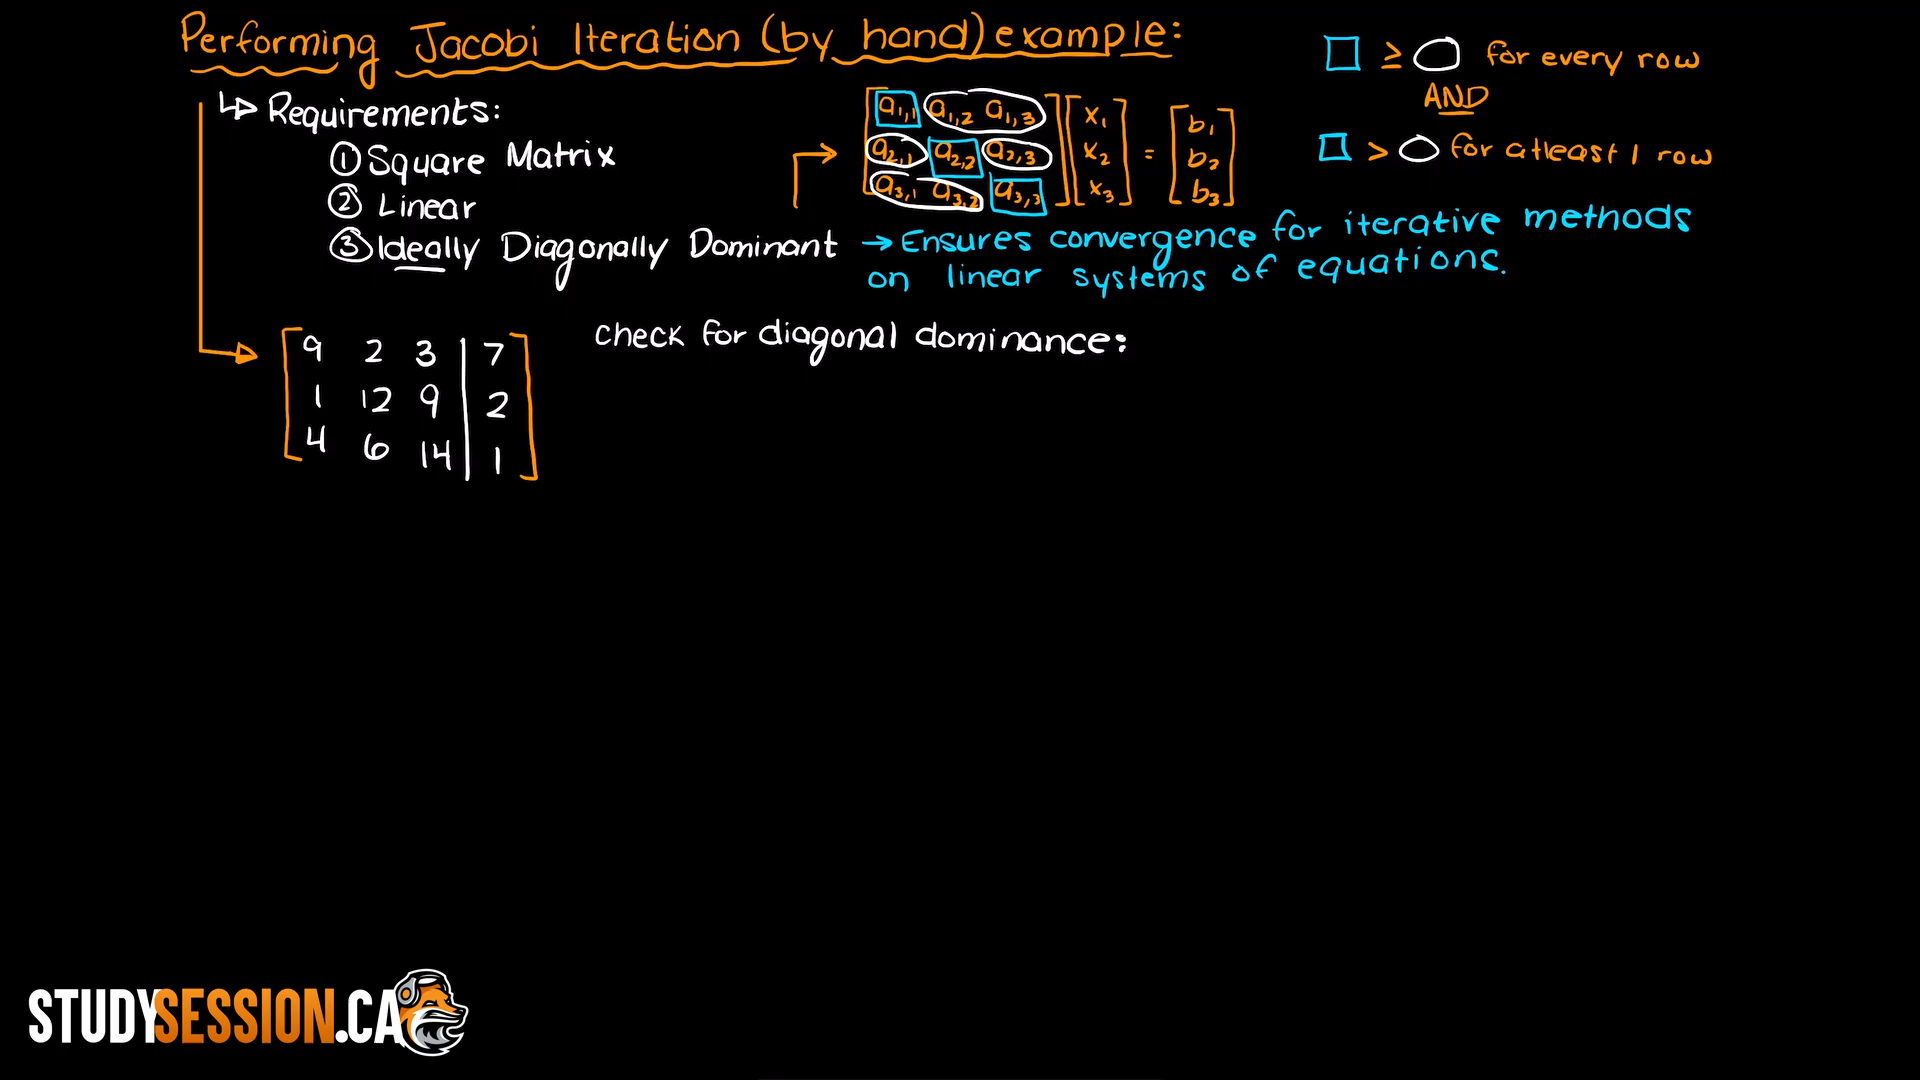 Performing Jacobi Iteration (by hand) example:
↳ Requirements:
① Square Matrix
② Linear
③ Ideally Diagonally Dominant → Ensures convergence for iterative methods
on linear systems of equations.
a1,1 a1,2 a1,3 x1 b1
a2,1 a2,2 a2,3 x2 = b2
a3,1 a3,2 a3,3 x3 b3
□ ≥ ○ for every row
AND
□ > ○ for atleast 1 row
9 2 3 | 7
1 12 9 | 2
4 6 14 | 1
check for diagonal dominance:
STUDYSESSION.CA